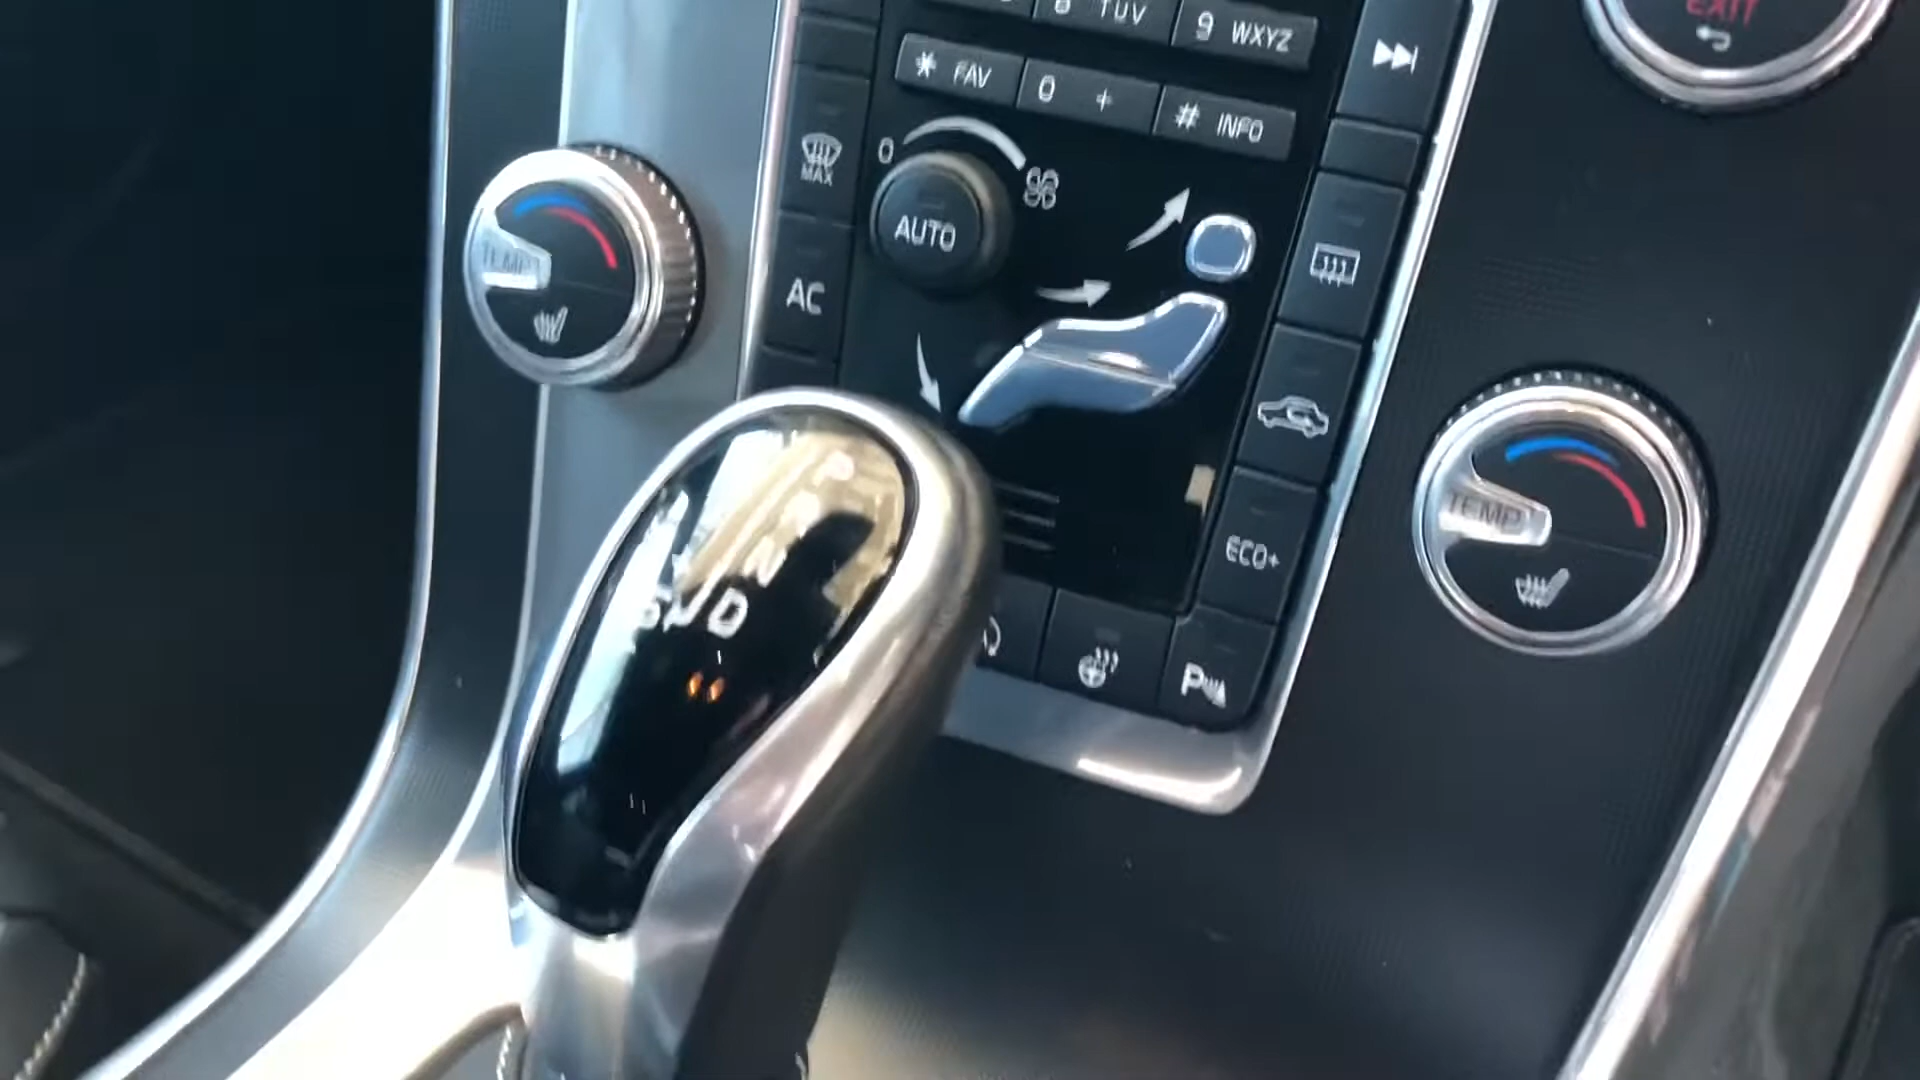 EXIT
8 TUV
9 WXYZ
* FAV
0 +
# INFO
MAX
0
AUTO
TEMP
AC
P
N
D
TEMP
ECO+
P